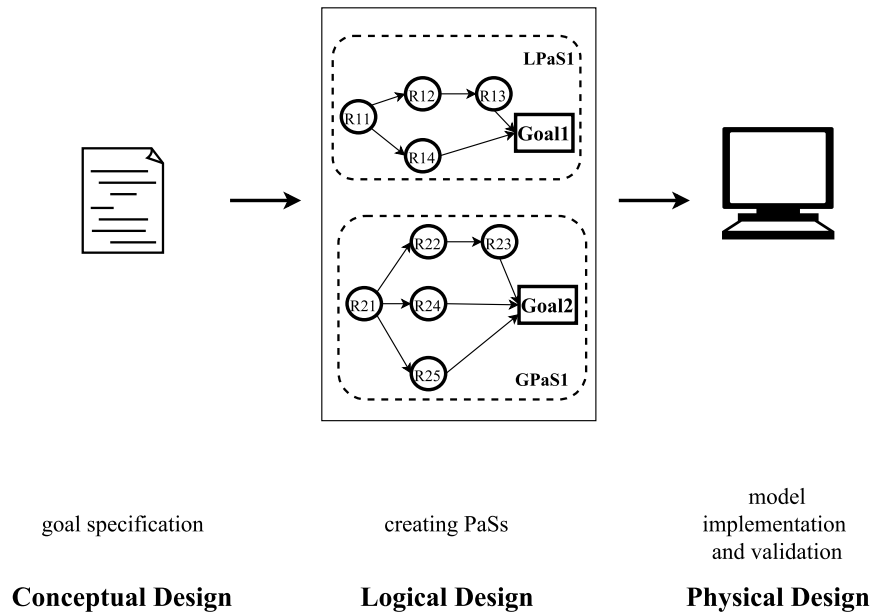 LPaS1
R12
R13
R11
Goal1
R14
R22
R23
R21
R24
Goal2
R25
GPaS1
goal specification
creating PaSs
model
implementation
and validation
Conceptual Design
Logical Design
Physical Design